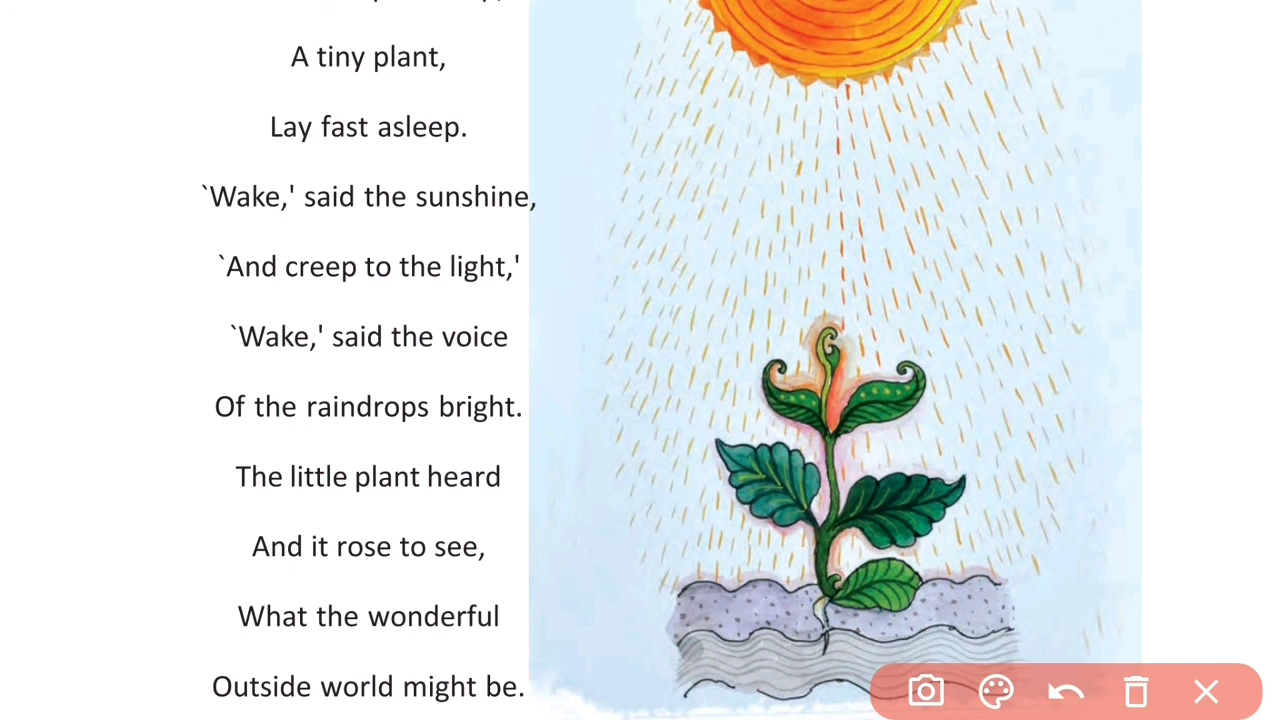 A tiny plant,
Lay fast asleep.
`Wake,' said the sunshine,
`And creep to the light,'
`Wake,' said the voice
Of the raindrops bright.
The little plant heard
And it rose to see,
What the wonderful
Outside world might be.